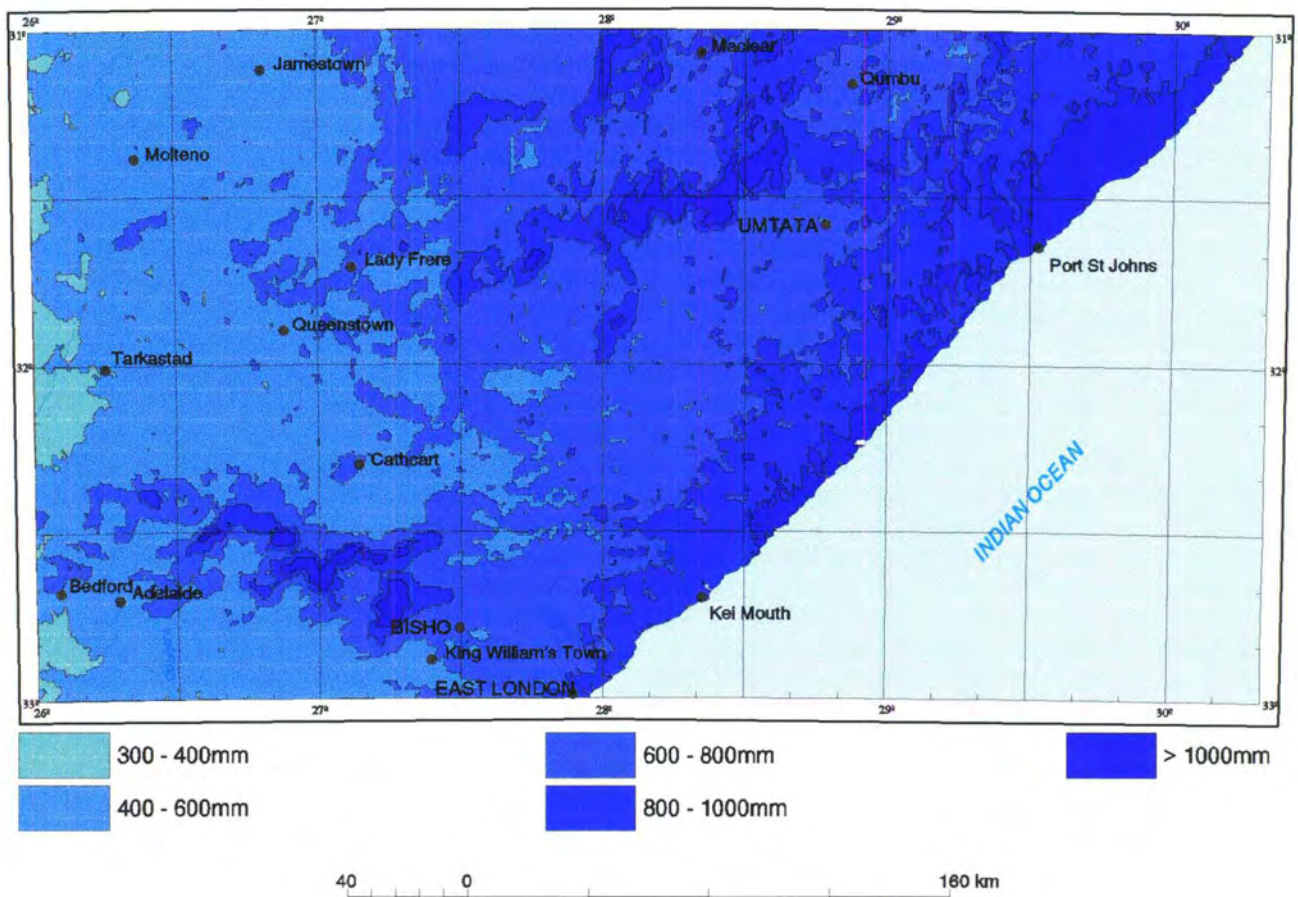 26° 27° 28° 29° 30°
31° 31°
Maclear
Jamestown
Qumbu
Molteno
UMTATA
Lady Frere
Port St Johns
Queenstown
Tarkastad
32° 32°
Cathcart
INDIAN OCEAN
Bedford
Adelaide
Kei Mouth
BISHO
King William's Town
EAST LONDON
33° 33°
26° 27° 28° 29° 30°
300 - 400mm 600 - 800mm > 1000mm
400 - 600mm 800 - 1000mm
40 0 160 km